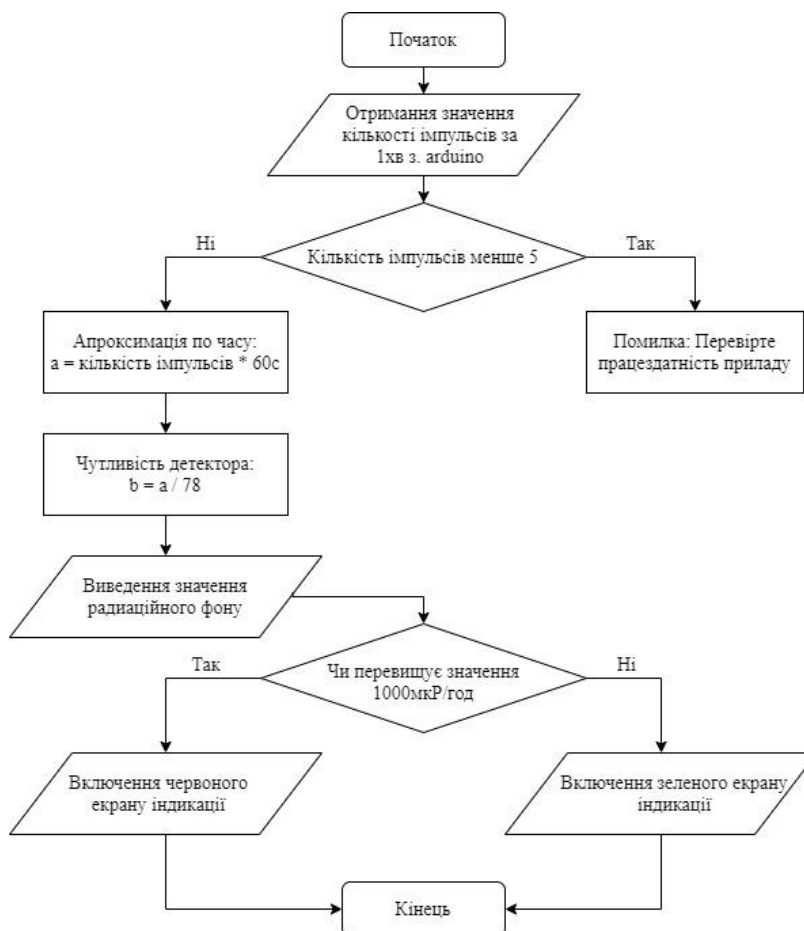 Початок
Отримання значення
кількості імпульсів за
1хв з. arduino
Ні
Кількість імпульсів менше 5
Так
Апроксимація по часу:
а = кількість імпульсів * 60с
Помилка: Перевірте
працездатність приладу
Чутливість детектора:
b = a / 78
Виведення значення
радиаційного фону
Так
Чи перевищує значення
1000мкР/год
Ні
Включення червоного
екрану індикації
Включення зеленого екрану
індикації
Кінець